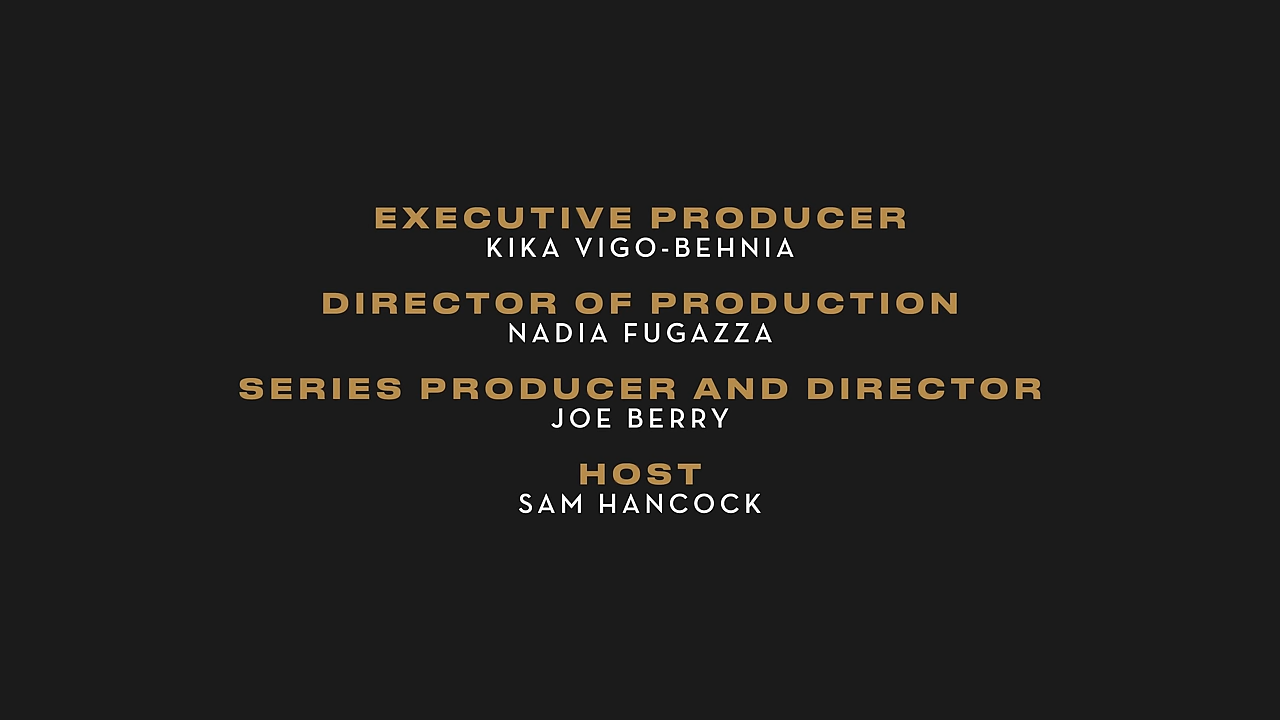 EXECUTIVE PRODUCER
KIKA VIGO-BEHNIA
DIRECTOR OF PRODUCTION
NADIA FUGAZZA
SERIES PRODUCER AND DIRECTOR
JOE BERRY
HOST
SAM HANCOCK